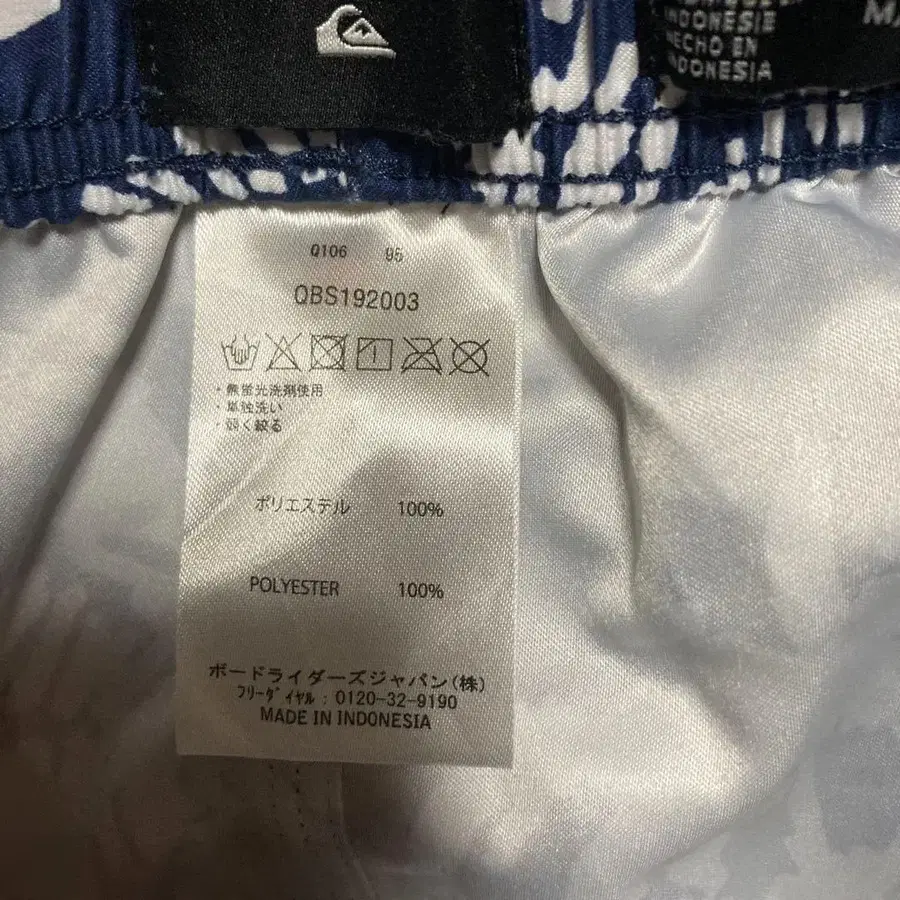 INDONESIE
HECHO EN
INDONESIA
Q106 95
QBS192003
・無蛍光洗剤使用
・単独洗い
・弱く絞る
ポリエステル 100%
POLYESTER 100%
ボードライダーズジャパン(株)
フリーダイヤル : 0120-32-9190
MADE IN INDONESIA